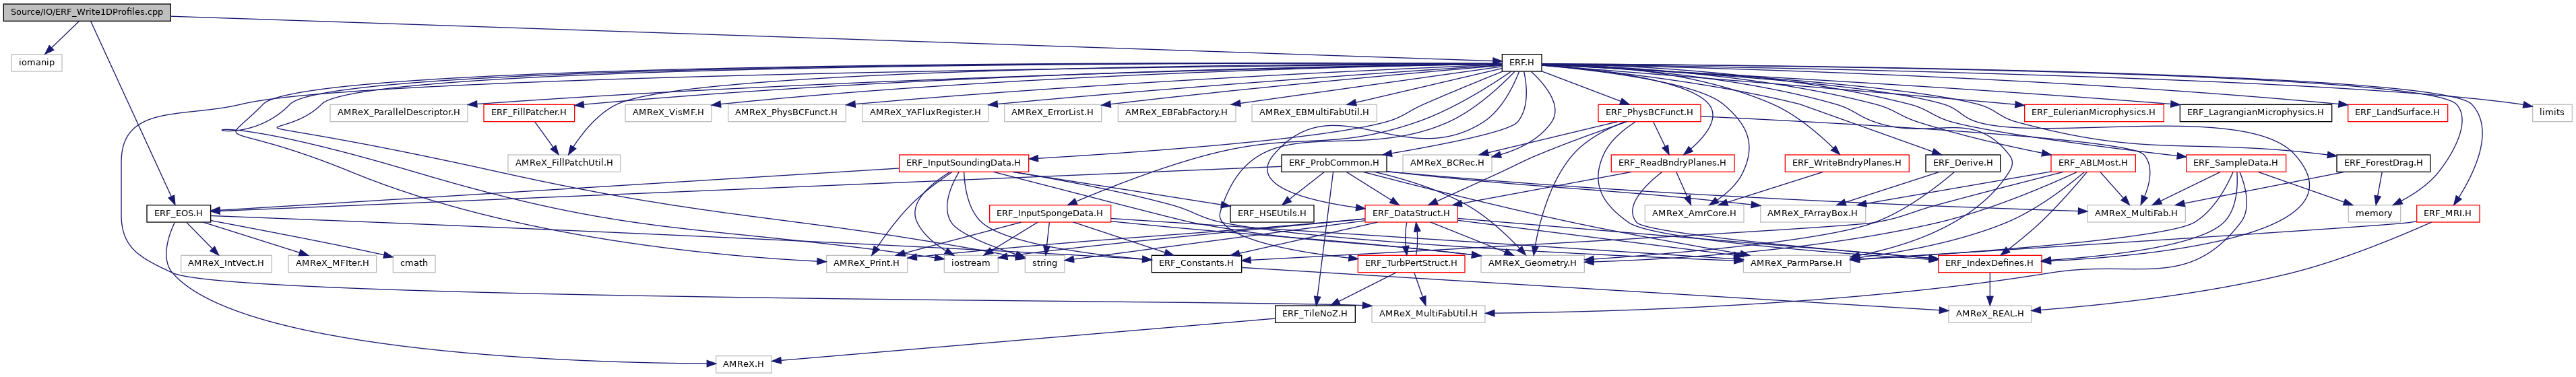 Source/IO/ERF_Write1DProfiles.cpp
iomanip
ERF.H
AMReX_ParallelDescriptor.H
ERF_FillPatcher.H
AMReX_VisMF.H
AMReX_PhysBCFunct.H
AMReX_YAFluxRegister.H
AMReX_ErrorList.H
AMReX_EBFabFactory.H
AMReX_EBMultiFabUtil.H
ERF_PhysBCFunct.H
ERF_EulerianMicrophysics.H
ERF_LagrangianMicrophysics.H
ERF_LandSurface.H
limits
AMReX_FillPatchUtil.H
ERF_InputSoundingData.H
ERF_ProbCommon.H
AMReX_BCRec.H
ERF_ReadBndryPlanes.H
ERF_WriteBndryPlanes.H
ERF_Derive.H
ERF_ABLMost.H
ERF_SampleData.H
ERF_ForestDrag.H
ERF_EOS.H
ERF_InputSpongeData.H
ERF_HSEUtils.H
ERF_DataStruct.H
AMReX_AmrCore.H
AMReX_FArrayBox.H
AMReX_MultiFab.H
memory
ERF_MRI.H
AMReX_IntVect.H
AMReX_MFIter.H
cmath
AMReX_Print.H
iostream
string
ERF_Constants.H
ERF_TurbPertStruct.H
AMReX_Geometry.H
AMReX_ParmParse.H
ERF_IndexDefines.H
ERF_TileNoZ.H
AMReX_MultiFabUtil.H
AMReX_REAL.H
AMReX.H